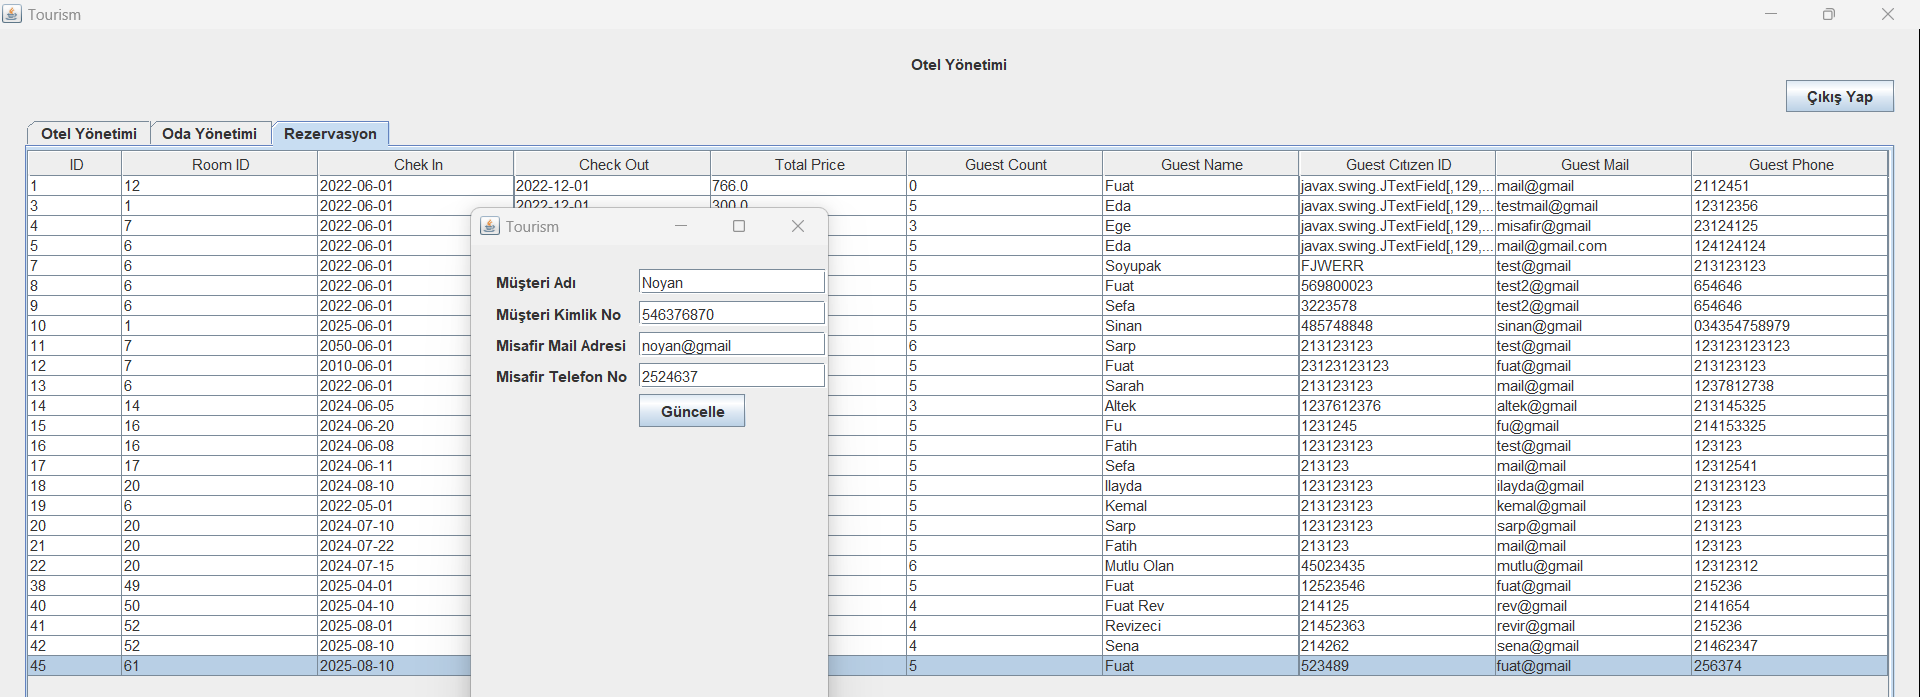 Tourism
Otel Yönetimi
Çıkış Yap
Otel Yönetimi Oda Yönetimi Rezervasyon
ID Room ID Chek In Check Out Total Price Guest Count Guest Name Guest Citızen ID Guest Mail Guest Phone
1 12 2022-06-01 2022-12-01 766.0 0 Fuat javax.swing.JTextField[,129,... mail@gmail 2112451
3 1 2022-06-01 2022-12-01 300.0 5 Eda javax.swing.JTextField[,129,... testmail@gmail 12312356
4 7 2022-06-01 3 Ege javax.swing.JTextField[,129,... misafir@gmail 23124125
5 6 2022-06-01 5 Eda javax.swing.JTextField[,129,... mail@gmail.com 124124124
7 6 2022-06-01 5 Soyupak FJWERR test@gmail 213123123
8 6 2022-06-01 5 Fuat 569800023 test2@gmail 654646
9 6 2022-06-01 5 Sefa 3223578 test2@gmail 654646
10 1 2025-06-01 5 Sinan 485748848 sinan@gmail 034354758979
11 7 2050-06-01 6 Sarp 213123123 test@gmail 123123123123
12 7 2010-06-01 5 Fuat 23123123123 fuat@gmail 213123123
13 6 2022-06-01 5 Sarah 213123123 mail@gmail 1237812738
14 14 2024-06-05 3 Altek 1237612376 altek@gmail 213145325
15 16 2024-06-20 5 Fu 1231245 fu@gmail 214153325
16 16 2024-06-08 5 Fatih 123123123 test@gmail 123123
17 17 2024-06-11 5 Sefa 213123 mail@mail 12312541
18 20 2024-08-10 5 Ilayda 123123123 ilayda@gmail 213123123
19 6 2022-05-01 5 Kemal 213123123 kemal@gmail 123123
20 20 2024-07-10 5 Sarp 123123123 sarp@gmail 213123
21 20 2024-07-22 5 Fatih 213123 mail@mail 123123
22 20 2024-07-15 6 Mutlu Olan 45023435 mutlu@gmail 12312312
38 49 2025-04-01 5 Fuat 12523546 fuat@gmail 215236
40 50 2025-04-10 4 Fuat Rev 214125 rev@gmail 2141654
41 52 2025-08-01 4 Revizeci 21452363 revir@gmail 215236
42 52 2025-08-10 4 Sena 214262 sena@gmail 21462347
45 61 2025-08-10 5 Fuat 523489 fuat@gmail 256374
Tourism
Müşteri Adı Noyan
Müşteri Kimlik No 546376870
Misafir Mail Adresi noyan@gmail
Misafir Telefon No 2524637
Güncelle